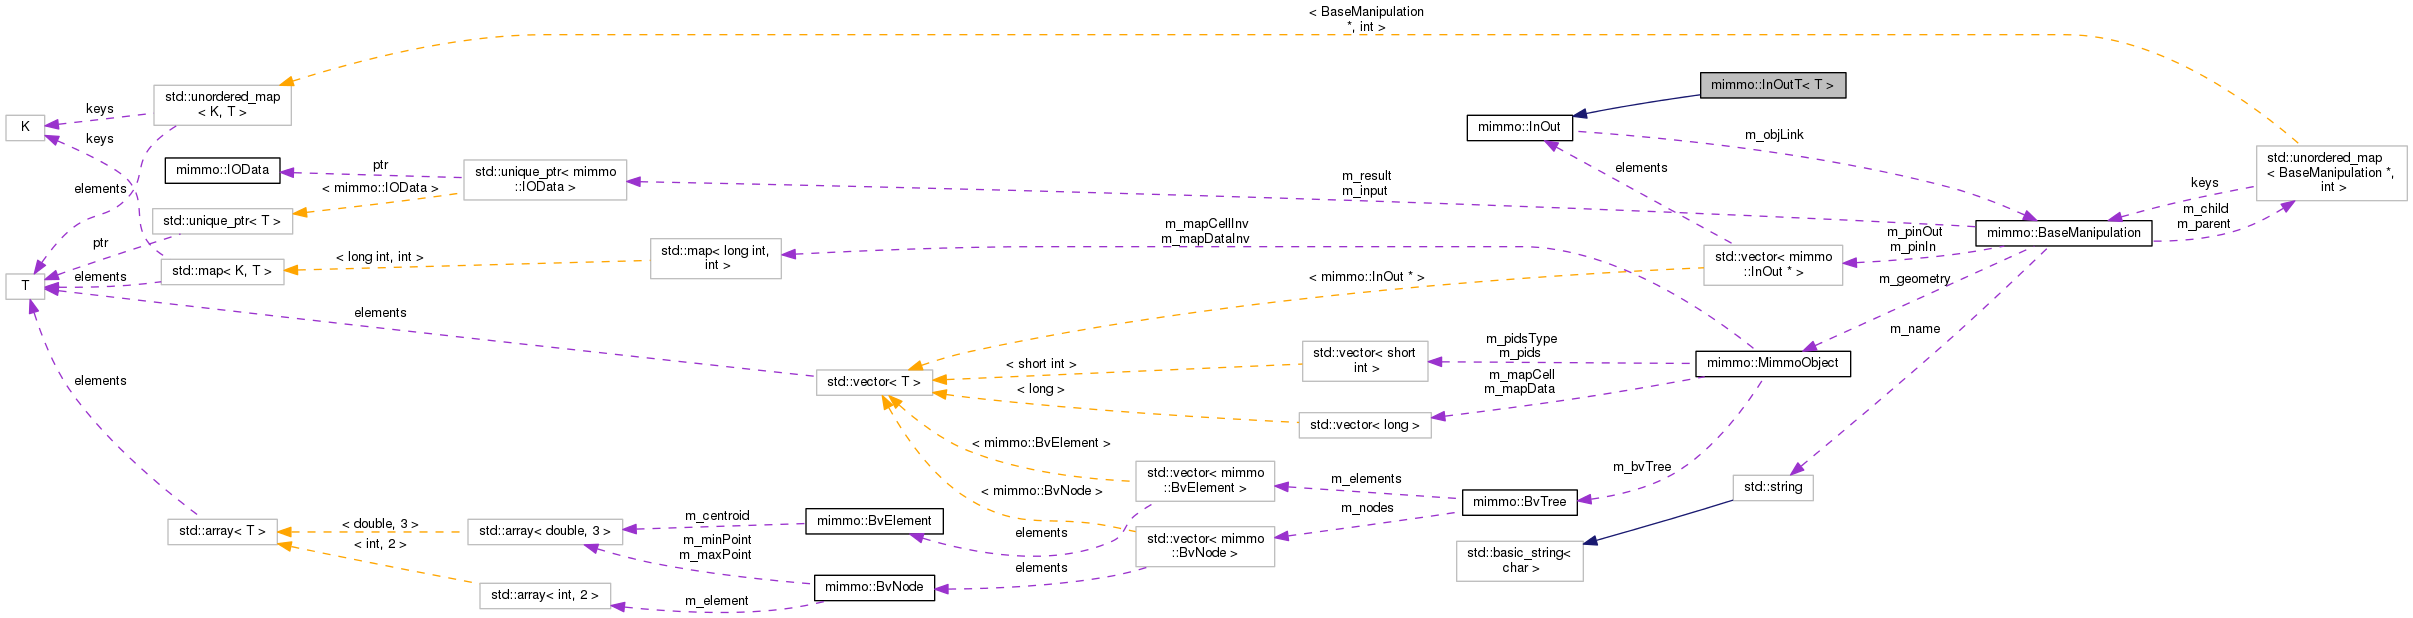 < BaseManipulation
*, int >
mimmo::InOutT< T >
std::unordered_map
< K, T >
keys
K
keys
mimmo::InOut
m_objLink
mimmo::IOData
ptr
std::unique_ptr< mimmo
::IOData >
< mimmo::IOData >
elements
m_result
m_input
elements
std::unordered_map
< BaseManipulation *,
int >
keys
m_child
m_parent
std::unique_ptr< T >
mimmo::BaseManipulation
m_pinOut
m_pinIn
ptr
m_mapCellInv
m_mapDataInv
std::map< long int,
int >
< long int, int >
std::map< K, T >
std::vector< mimmo
::InOut * >
elements
T
< mimmo::InOut * >
m_geometry
elements
m_name
m_pidsType
m_pids
std::vector< short
int >
< short int >
mimmo::MimmoObject
std::vector< T >
elements
< long >
m_mapCell
m_mapData
std::vector< long >
< mimmo::BvElement >
std::vector< mimmo
::BvElement >
m_elements
m_bvTree
mimmo::BvTree
std::string
< mimmo::BvNode >
m_nodes
std::array< T >
< double, 3 >
std::array< double, 3 >
m_centroid
mimmo::BvElement
elements
std::vector< mimmo
::BvNode >
< int, 2 >
m_minPoint
m_maxPoint
elements
std::basic_string<
char >
std::array< int, 2 >
m_element
mimmo::BvNode